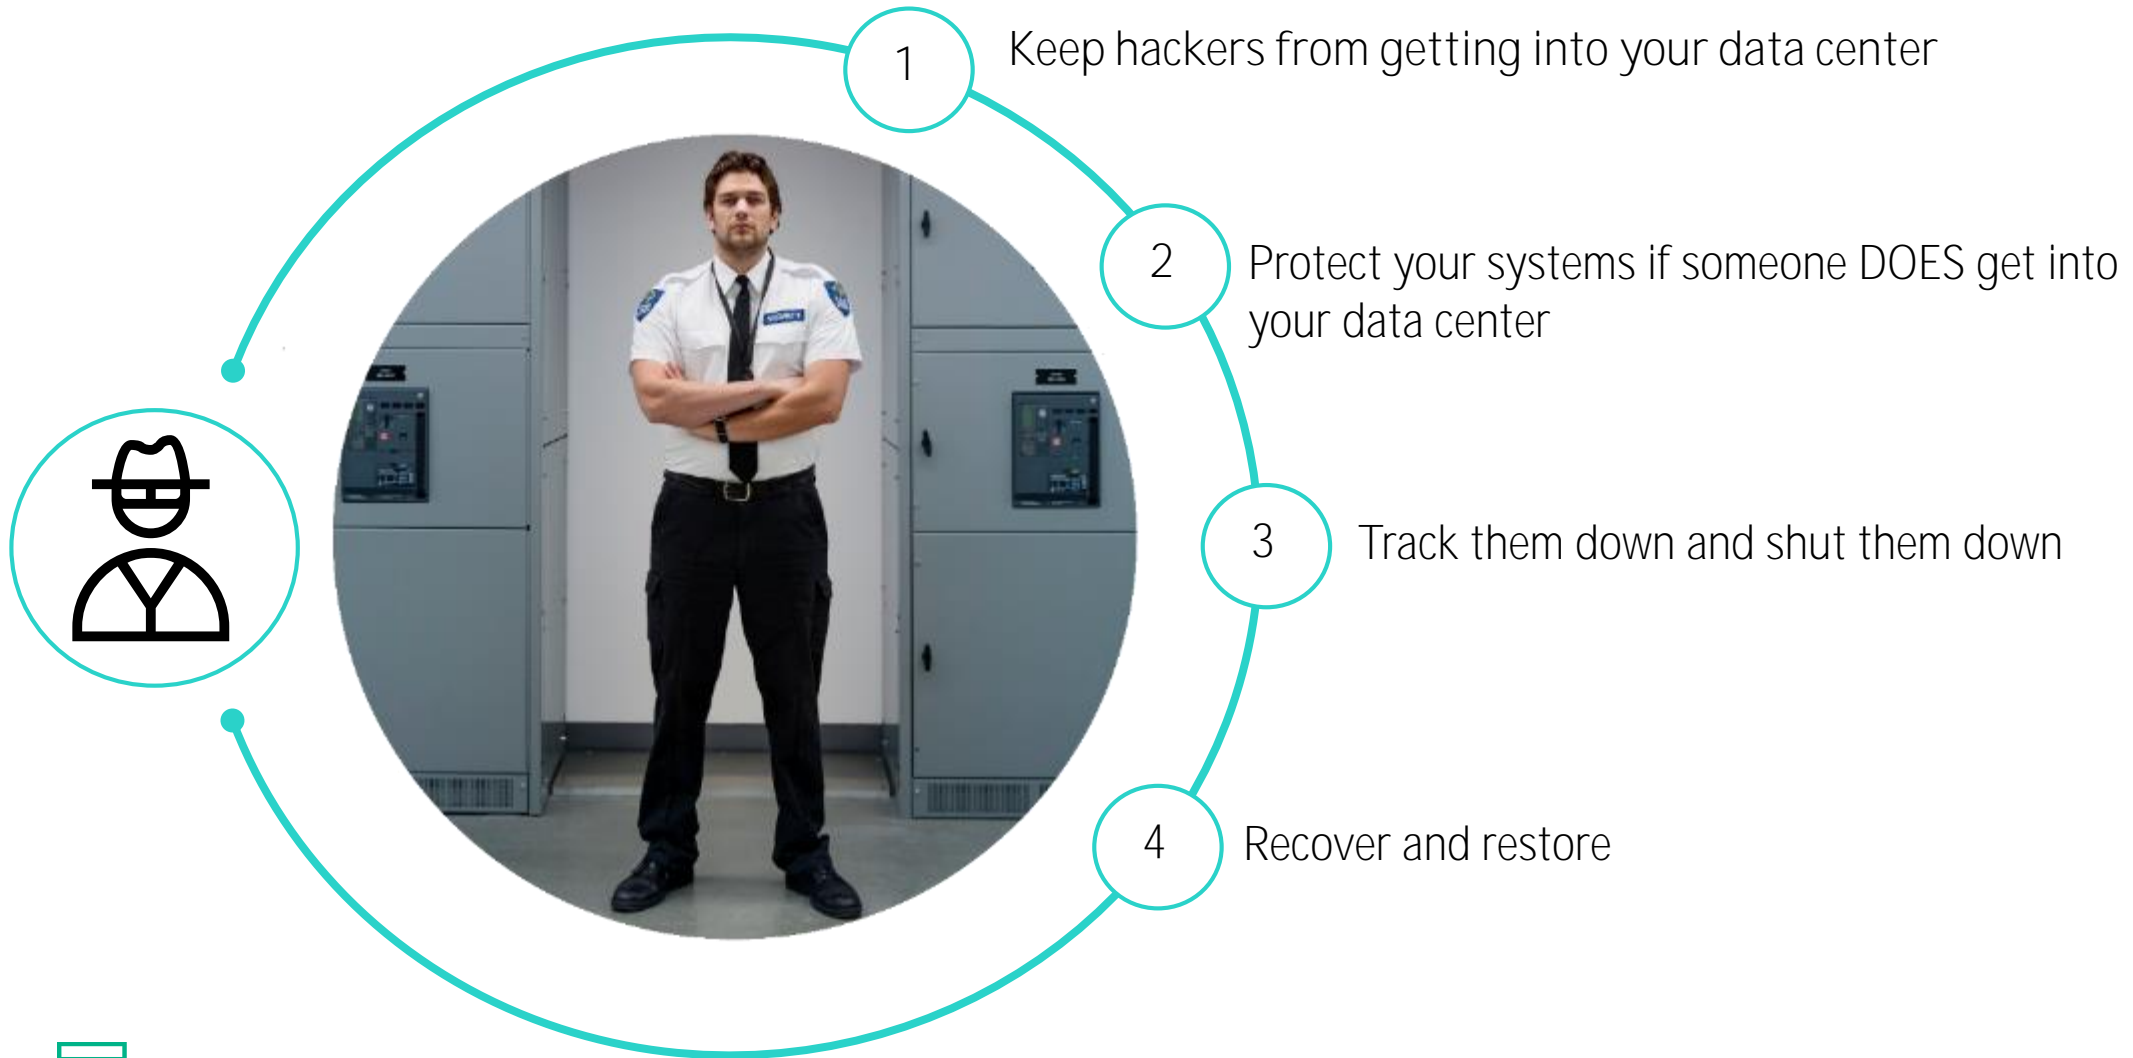 1
Keep hackers from getting into your data center
2
Protect your systems if someone DOES get into
your data center
3
Track them down and shut them down
4
Recover and restore